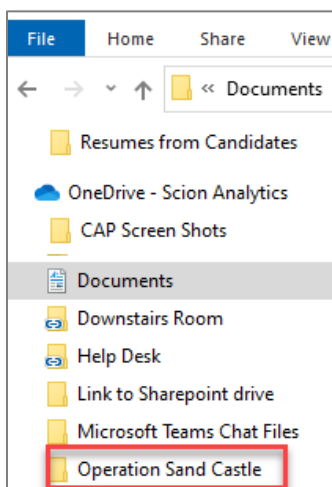 File Home Share View
« Documents
Resumes from Candidates
OneDrive - Scion Analytics
CAP Screen Shots
Documents
Downstairs Room
Help Desk
Link to Sharepoint drive
Microsoft Teams Chat Files
Operation Sand Castle